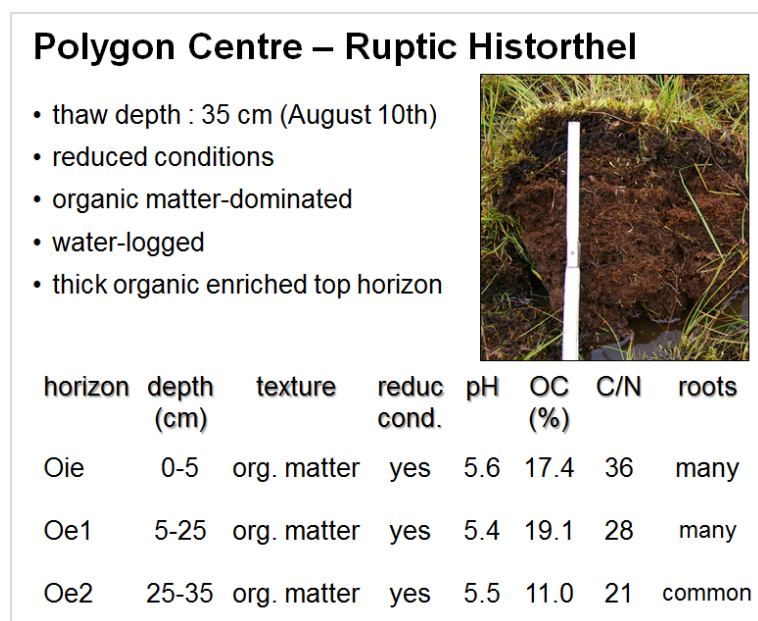 Polygon Centre – Ruptic Historthel
• thaw depth : 35 cm (August 10th)
• reduced conditions
• organic matter-dominated
• water-logged
• thick organic enriched top horizon
horizon depth texture reduc pH OC C/N roots
(cm) cond. (%)
Oie 0-5 org. matter yes 5.6 17.4 36 many
Oe1 5-25 org. matter yes 5.4 19.1 28 many
Oe2 25-35 org. matter yes 5.5 11.0 21 common